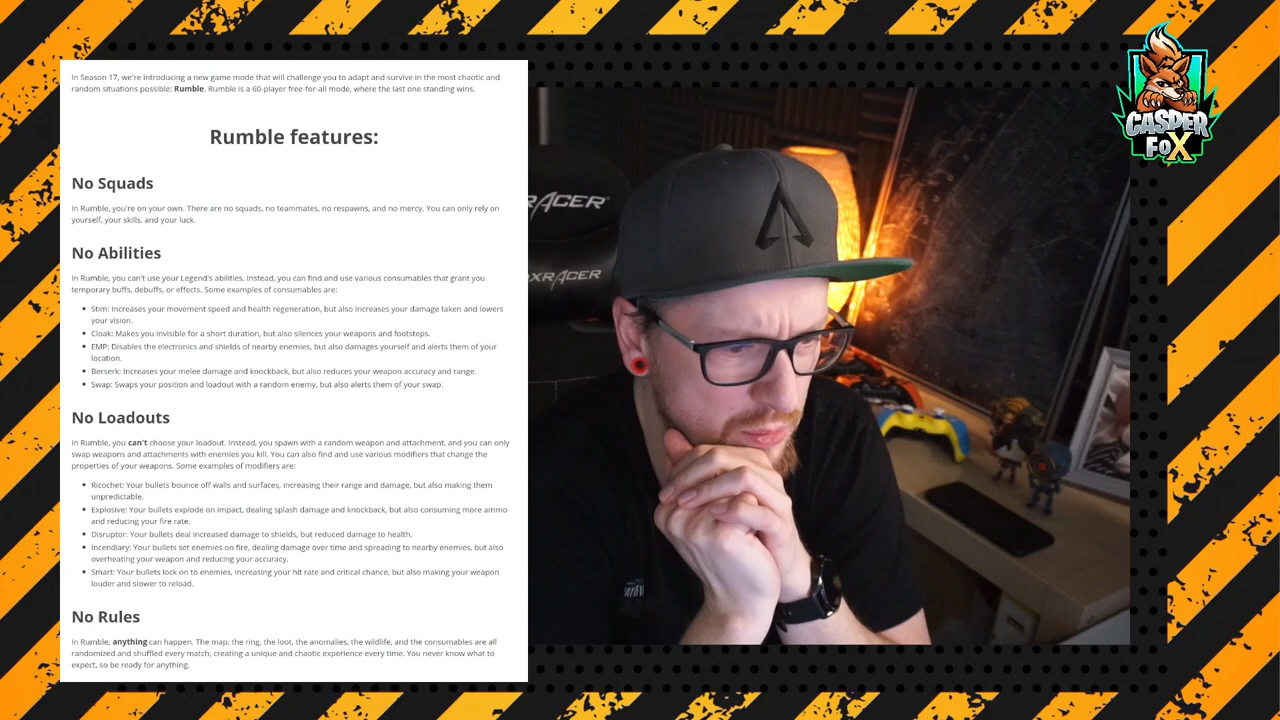 In Season 17, we're introducing a new game mode that will challenge you to adapt and survive in the most chaotic and
random situations possible: Rumble. Rumble is a 60-player free-for-all mode, where the last one standing wins.
Rumble features:
No Squads
In Rumble, you're on your own. There are no squads, no teammates, no respawns, and no mercy. You can only rely on
yourself, your skills, and your luck.
No Abilities
In Rumble, you can't use your Legend's abilities. Instead, you can find and use various consumables that grant you
temporary buffs, debuffs, or effects. Some examples of consumables are:
• Stim: Increases your movement speed and health regeneration, but also increases your damage taken and lowers
your vision.
• Cloak: Makes you invisible for a short duration, but also silences your weapons and footsteps.
• EMP: Disables the electronics and shields of nearby enemies, but also damages yourself and alerts them of your
location.
• Berserk: Increases your melee damage and knockback, but also reduces your weapon accuracy and range.
• Swap: Swaps your position and loadout with a random enemy, but also alerts them of your swap.
No Loadouts
In Rumble, you can't choose your loadout. Instead, you spawn with a random weapon and attachment, and you can only
swap weapons and attachments with enemies you kill. You can also find and use various modifiers that change the
properties of your weapons. Some examples of modifiers are:
• Ricochet: Your bullets bounce off walls and surfaces, increasing their range and damage, but also making them
unpredictable.
• Explosive: Your bullets explode on impact, dealing splash damage and knockback, but also consuming more ammo
and reducing your fire rate.
• Disruptor: Your bullets deal increased damage to shields, but reduced damage to health.
• Incendiary: Your bullets set enemies on fire, dealing damage over time and spreading to nearby enemies, but also
overheating your weapon and reducing your accuracy.
• Smart: Your bullets lock on to enemies, increasing your hit rate and critical chance, but also making your weapon
louder and slower to reload.
No Rules
In Rumble, anything can happen. The map, the ring, the loot, the anomalies, the wildlife, and the consumables are all
randomized and shuffled every match, creating a unique and chaotic experience every time. You never know what to
expect, so be ready for anything.
RACER
DXRACER
CASPER
FOX